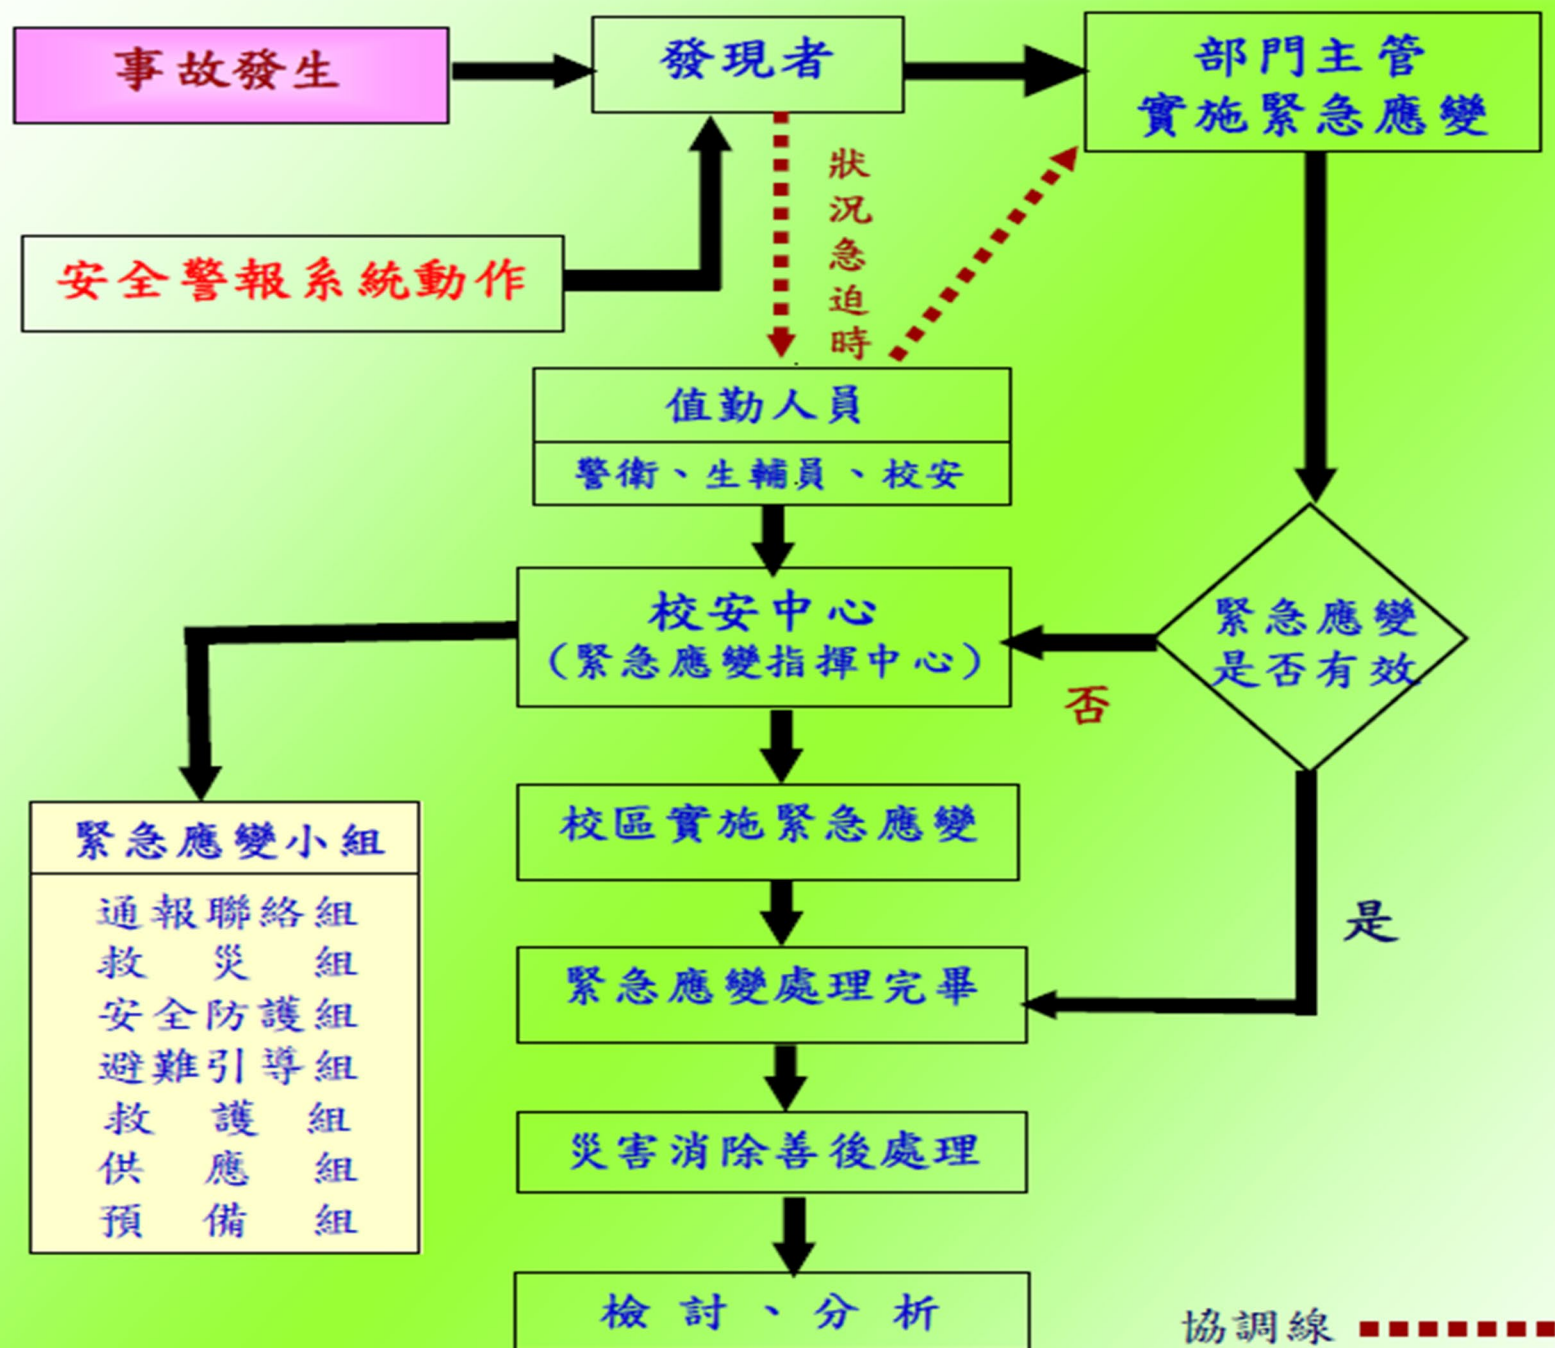 事故發生
發現者
部門主管
實施緊急應變
狀況急迫時
安全警報系統動作
值勤人員
警衛、生輔員、校安
校安中心
（緊急應變指揮中心）
緊急應變
是否有效
否
校區實施緊急應變
緊急應變小組
通報聯絡組
救災組
安全防護組
避難引導組
救護組
供應組
預備組
是
緊急應變處理完畢
災害消除善後處理
檢討、分析
協調線